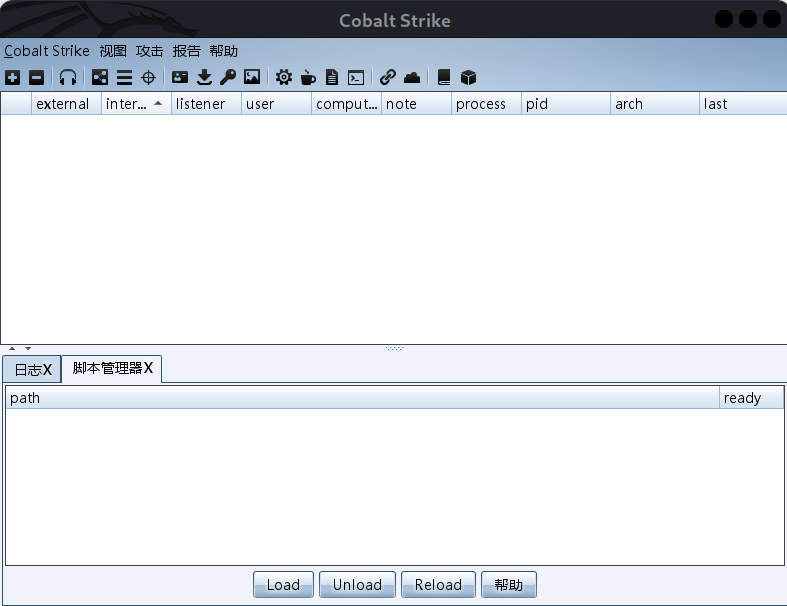 Cobalt Strike
Cobalt Strike 视图 攻击 报告 帮助
external inter... listener user comput... note process pid arch last
日志X 脚本管理器X
path ready
Load Unload Reload 帮助